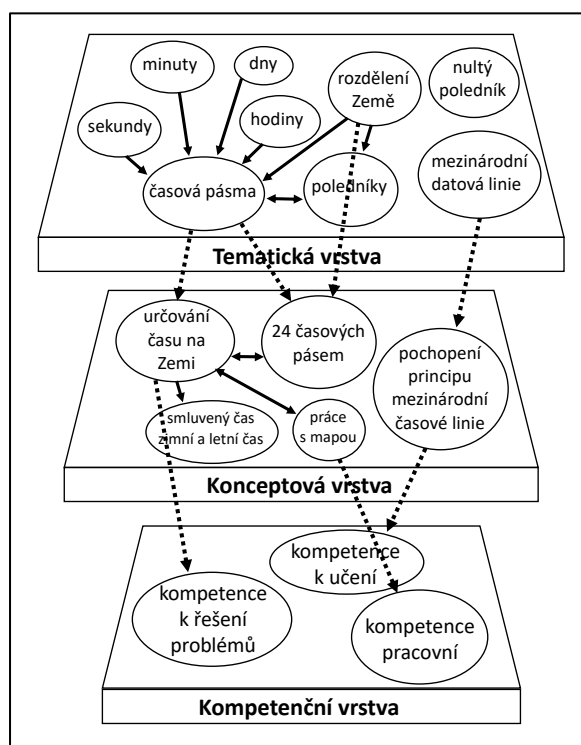 minuty
dny
rozdělení
Země
nultý
poledník
sekundy
hodiny
mezinárodní
datová linie
časová pásma
poledníky
Tematická vrstva
určování
času na
Zemi
24 časových
pásem
pochopení
principu
mezinárodní
časové linie
smluvený čas
zimní a letní čas
práce
s mapou
Konceptová vrstva
kompetence
k učení
kompetence
k řešení
problémů
kompetence
pracovní
Kompetenční vrstva